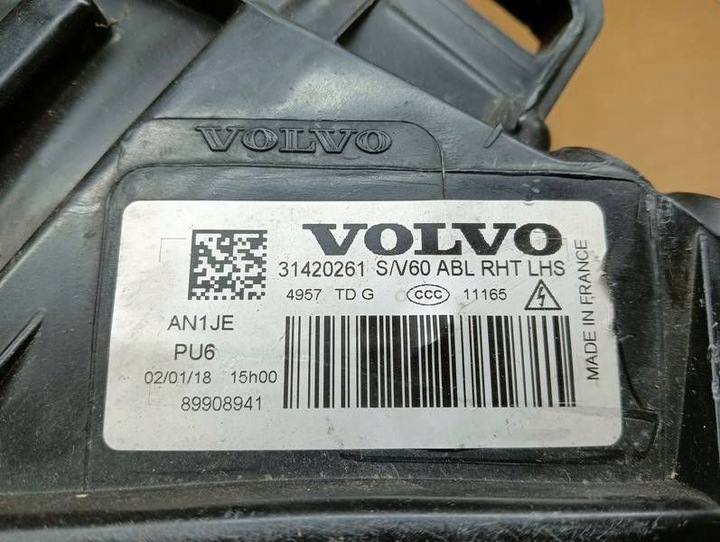 VOLVO
VOLVO
31420261 S/V60 ABL RHT LHS
4957 TD G CCC 11165
AN1JE
PU6
02/01/18 15h00
89908941
MADE IN FRANCE